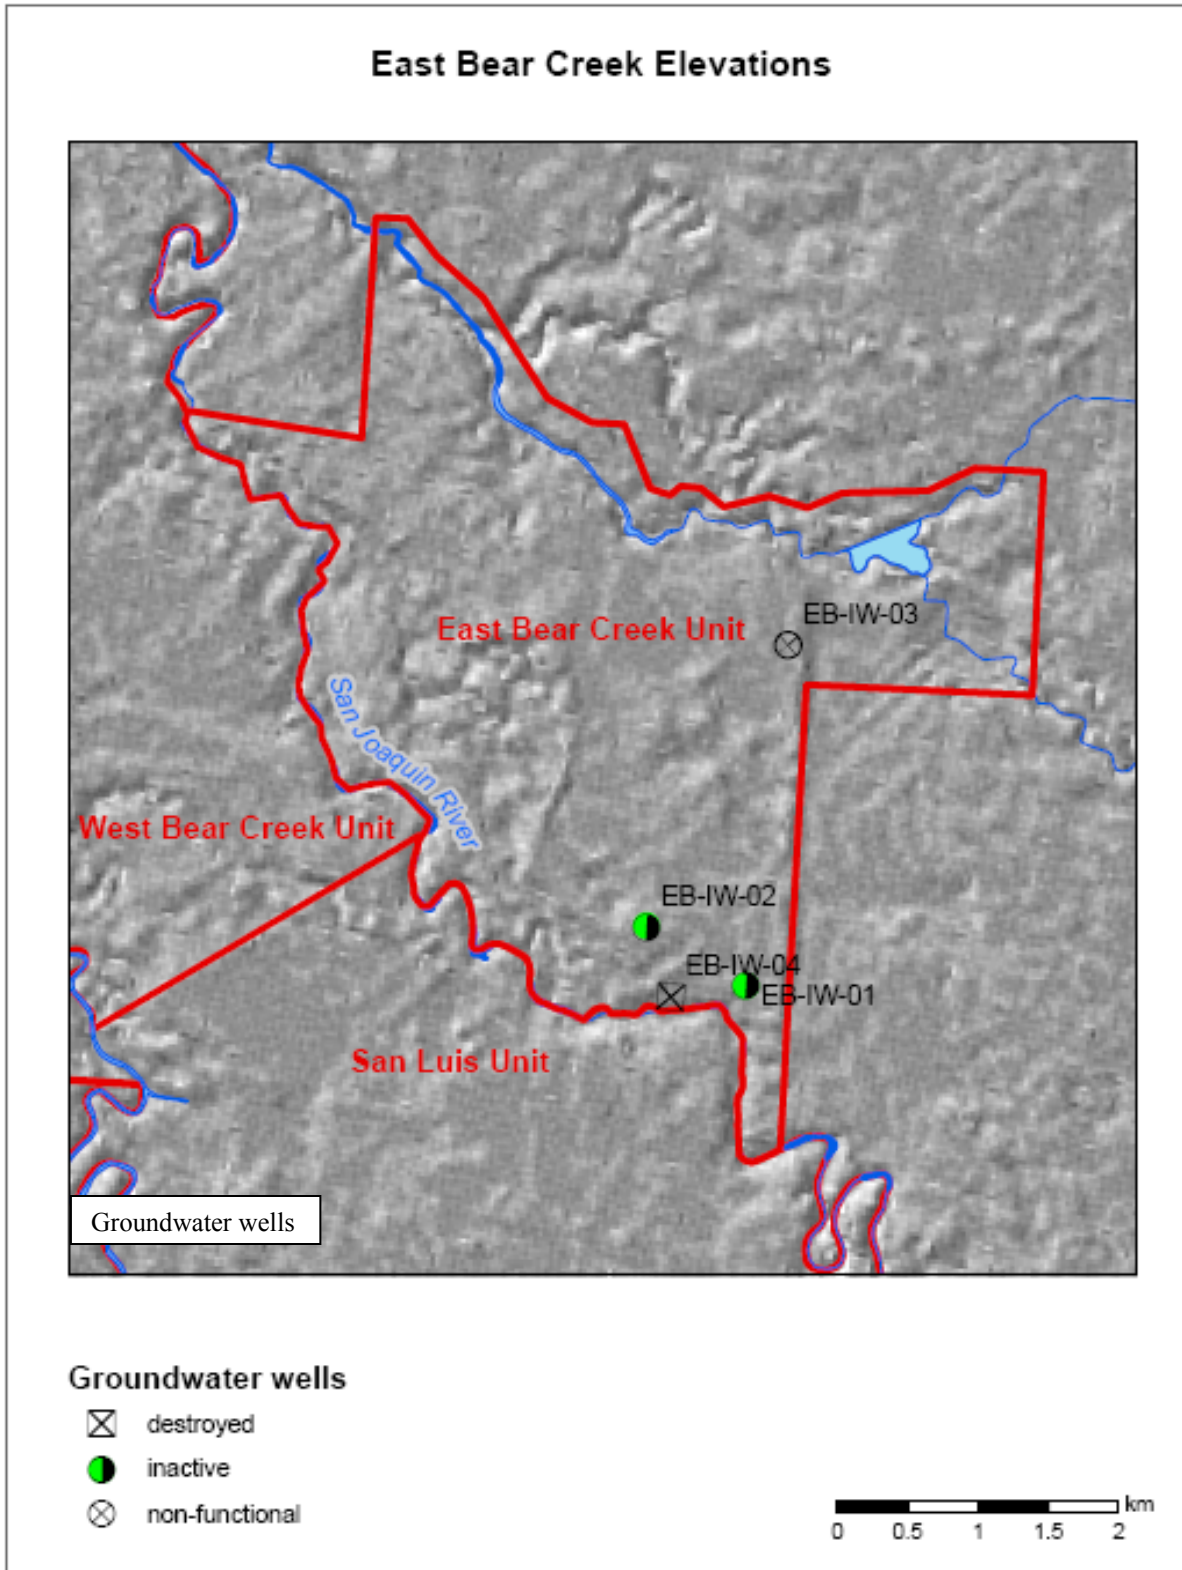 East Bear Creek Elevations
EB-IW-03
East Bear Creek Unit
San Joaquin River
West Bear Creek Unit
EB-IW-02
EB-IW-04
EB-IW-01
San Luis Unit
Groundwater wells
Groundwater wells
destroyed
inactive
non-functional
km
0 0.5 1 1.5 2